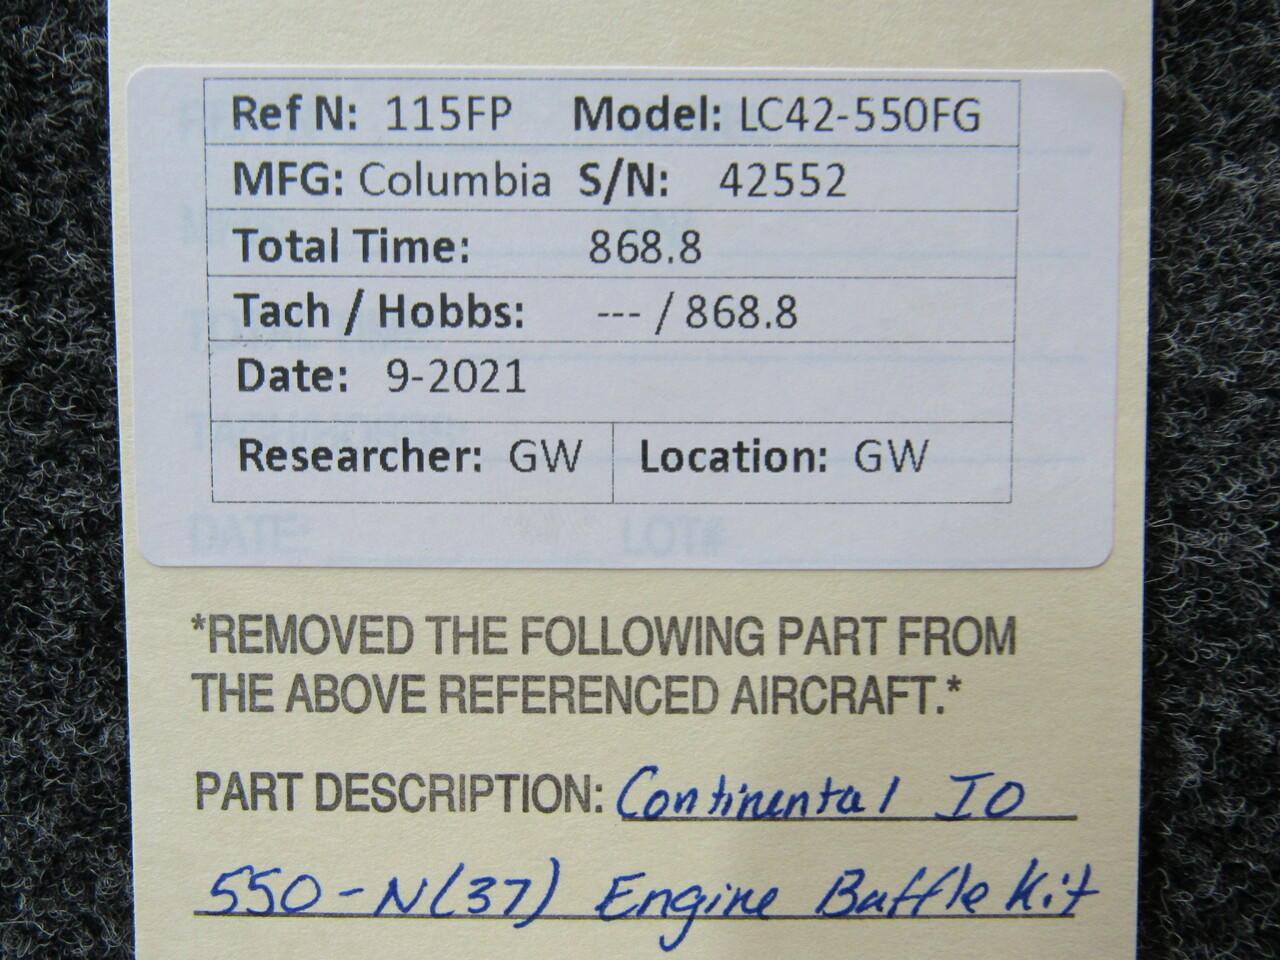 Ref N: 115FP Model: LC42-550FG
MFG: Columbia S/N: 42552
Total Time: 868.8
Tach / Hobbs: --- / 868.8
Date: 9-2021
Researcher: GW Location: GW
DATE: LOT#
*REMOVED THE FOLLOWING PART FROM
THE ABOVE REFERENCED AIRCRAFT.*
PART DESCRIPTION: Continental IO
550-N(37) Engine Baffle Kit